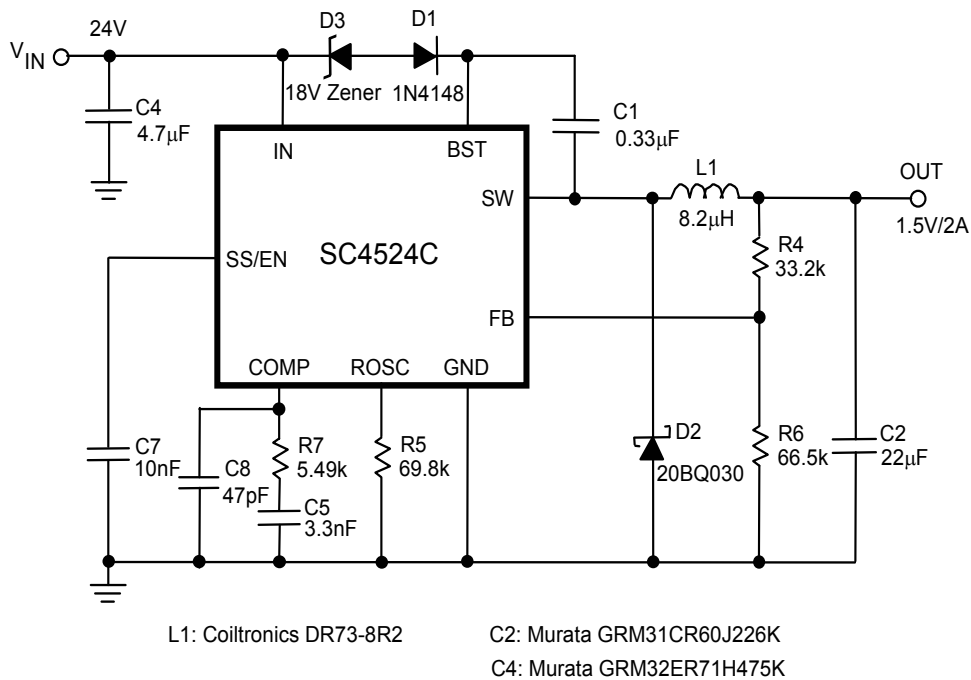 24V
D3
D1
VIN
18V Zener
1N4148
C4
4.7μF
C1
0.33μF
IN
BST
L1
OUT
SW
8.2μH
1.5V/2A
SS/EN
SC4524C
R4
33.2k
FB
COMP
ROSC
GND
C7
10nF
C8
47pF
R7
5.49k
C5
3.3nF
R5
69.8k
D2
20BQ030
R6
66.5k
C2
22μF
L1: Coiltronics DR73-8R2
C2: Murata GRM31CR60J226K
C4: Murata GRM32ER71H475K